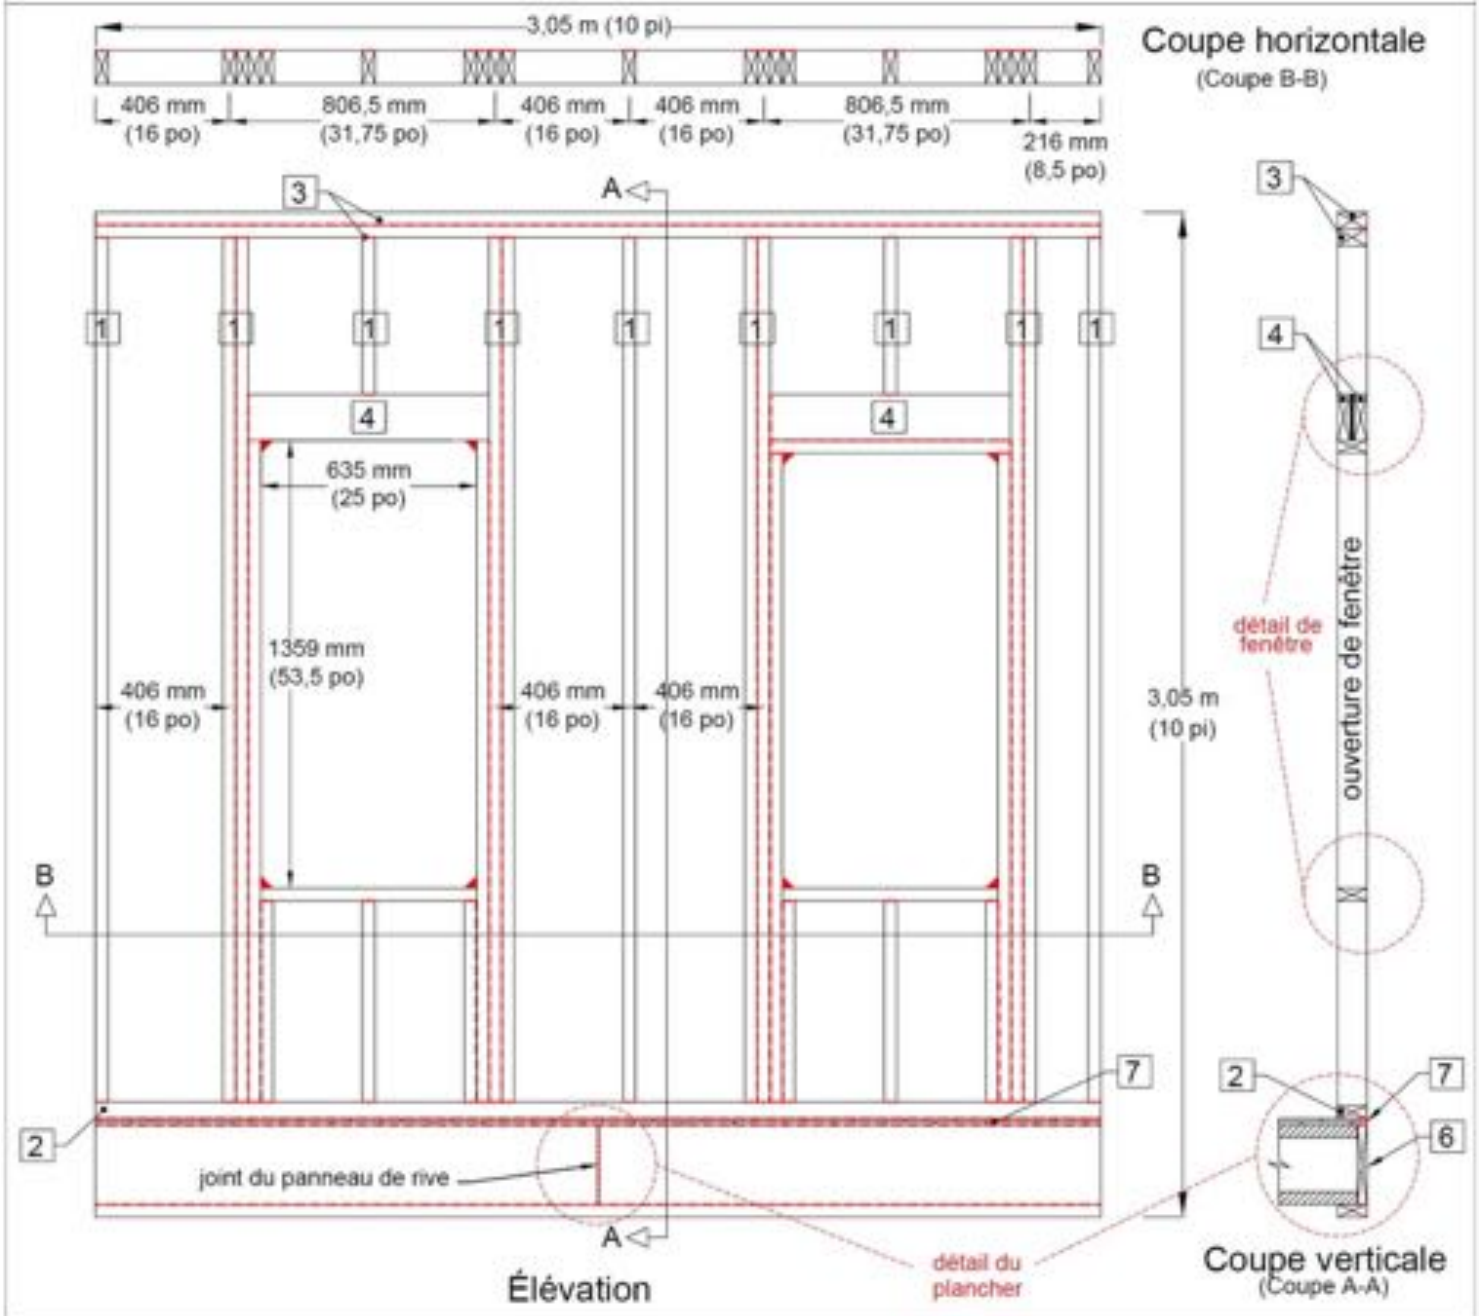 3,05 m (10 pi)
Coupe horizontale
(Coupe B-B)
406 mm
(16 po)
806,5 mm
(31,75 po)
406 mm
(16 po)
406 mm
(16 po)
806,5 mm
(31,75 po)
216 mm
(8,5 po)
3
A
3
1
1
1
1
1
1
1
1
1
4
4
4
635 mm
(25 po)
1359 mm
(53,5 po)
406 mm
(16 po)
406 mm
(16 po)
406 mm
(16 po)
3,05 m
(10 pi)
détail de
fenêtre
ouverture de fenêtre
B
B
2
7
2
7
6
joint du panneau de rive
A
détail du
plancher
Élévation
Coupe verticale
(Coupe A-A)